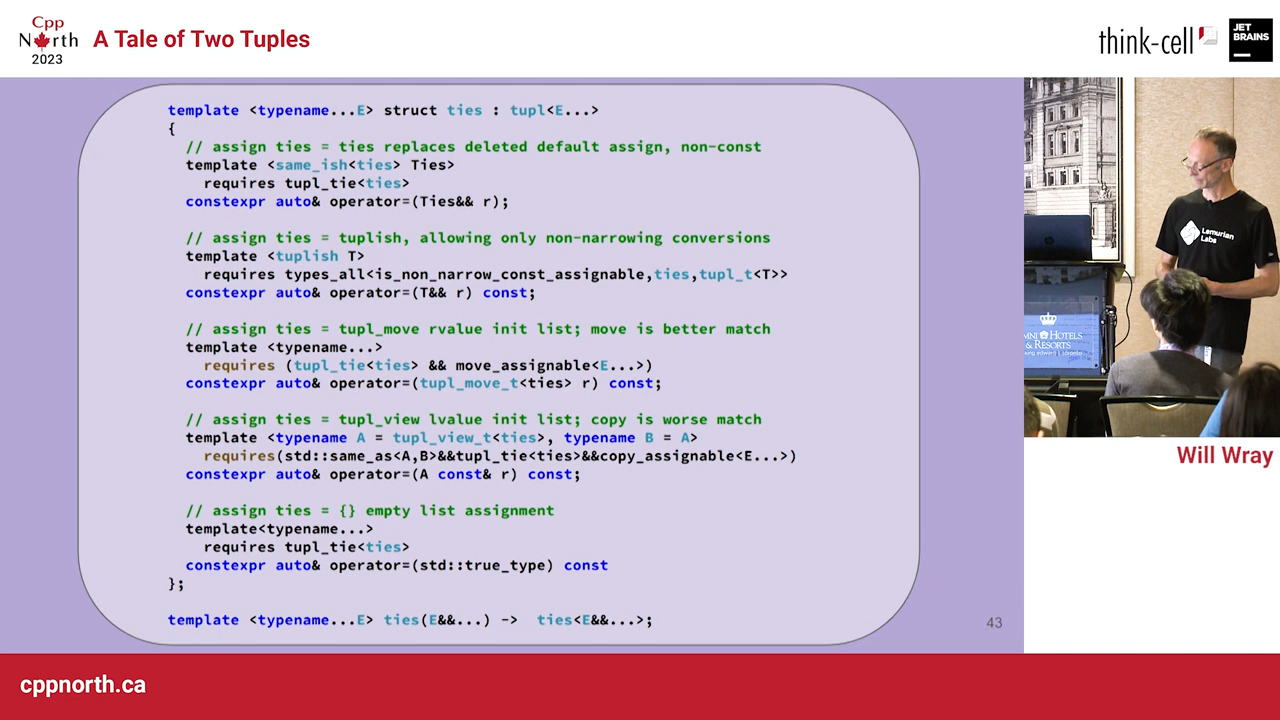 Cpp
North
2023
A Tale of Two Tuples
think-cell
JET
BRAINS
template <typename...E> struct ties : tupl<E...>
{
// assign ties = ties replaces deleted default assign, non-const
template <same_ish<ties> Ties>
requires tupl_tie<ties>
constexpr auto& operator=(Ties&& r);
// assign ties = tuplish, allowing only non-narrowing conversions
template <tuplish T>
requires types_all<is_non_narrow_const_assignable,ties,tupl_t<T>>
constexpr auto& operator=(T&& r) const;
// assign ties = tupl_move rvalue init list; move is better match
template <typename...>
requires (tupl_tie<ties> && move_assignable<E...>)
constexpr auto& operator=(tupl_move_t<ties> r) const;
// assign ties = tupl_view lvalue init list; copy is worse match
template <typename A = tupl_view_t<ties>, typename B = A>
requires(std::same_as<A,B>&&tupl_tie<ties>&&copy_assignable<E...>)
constexpr auto& operator=(A const& r) const;
// assign ties = {} empty list assignment
template<typename...>
requires tupl_tie<ties>
constexpr auto& operator=(std::true_type) const
};
template <typename...E> ties(E&&...) -> ties<E&&...>;
43
Lemurian
Labs
MNI HOTELS
& RESORTS
Will Wray
cppnorth.ca